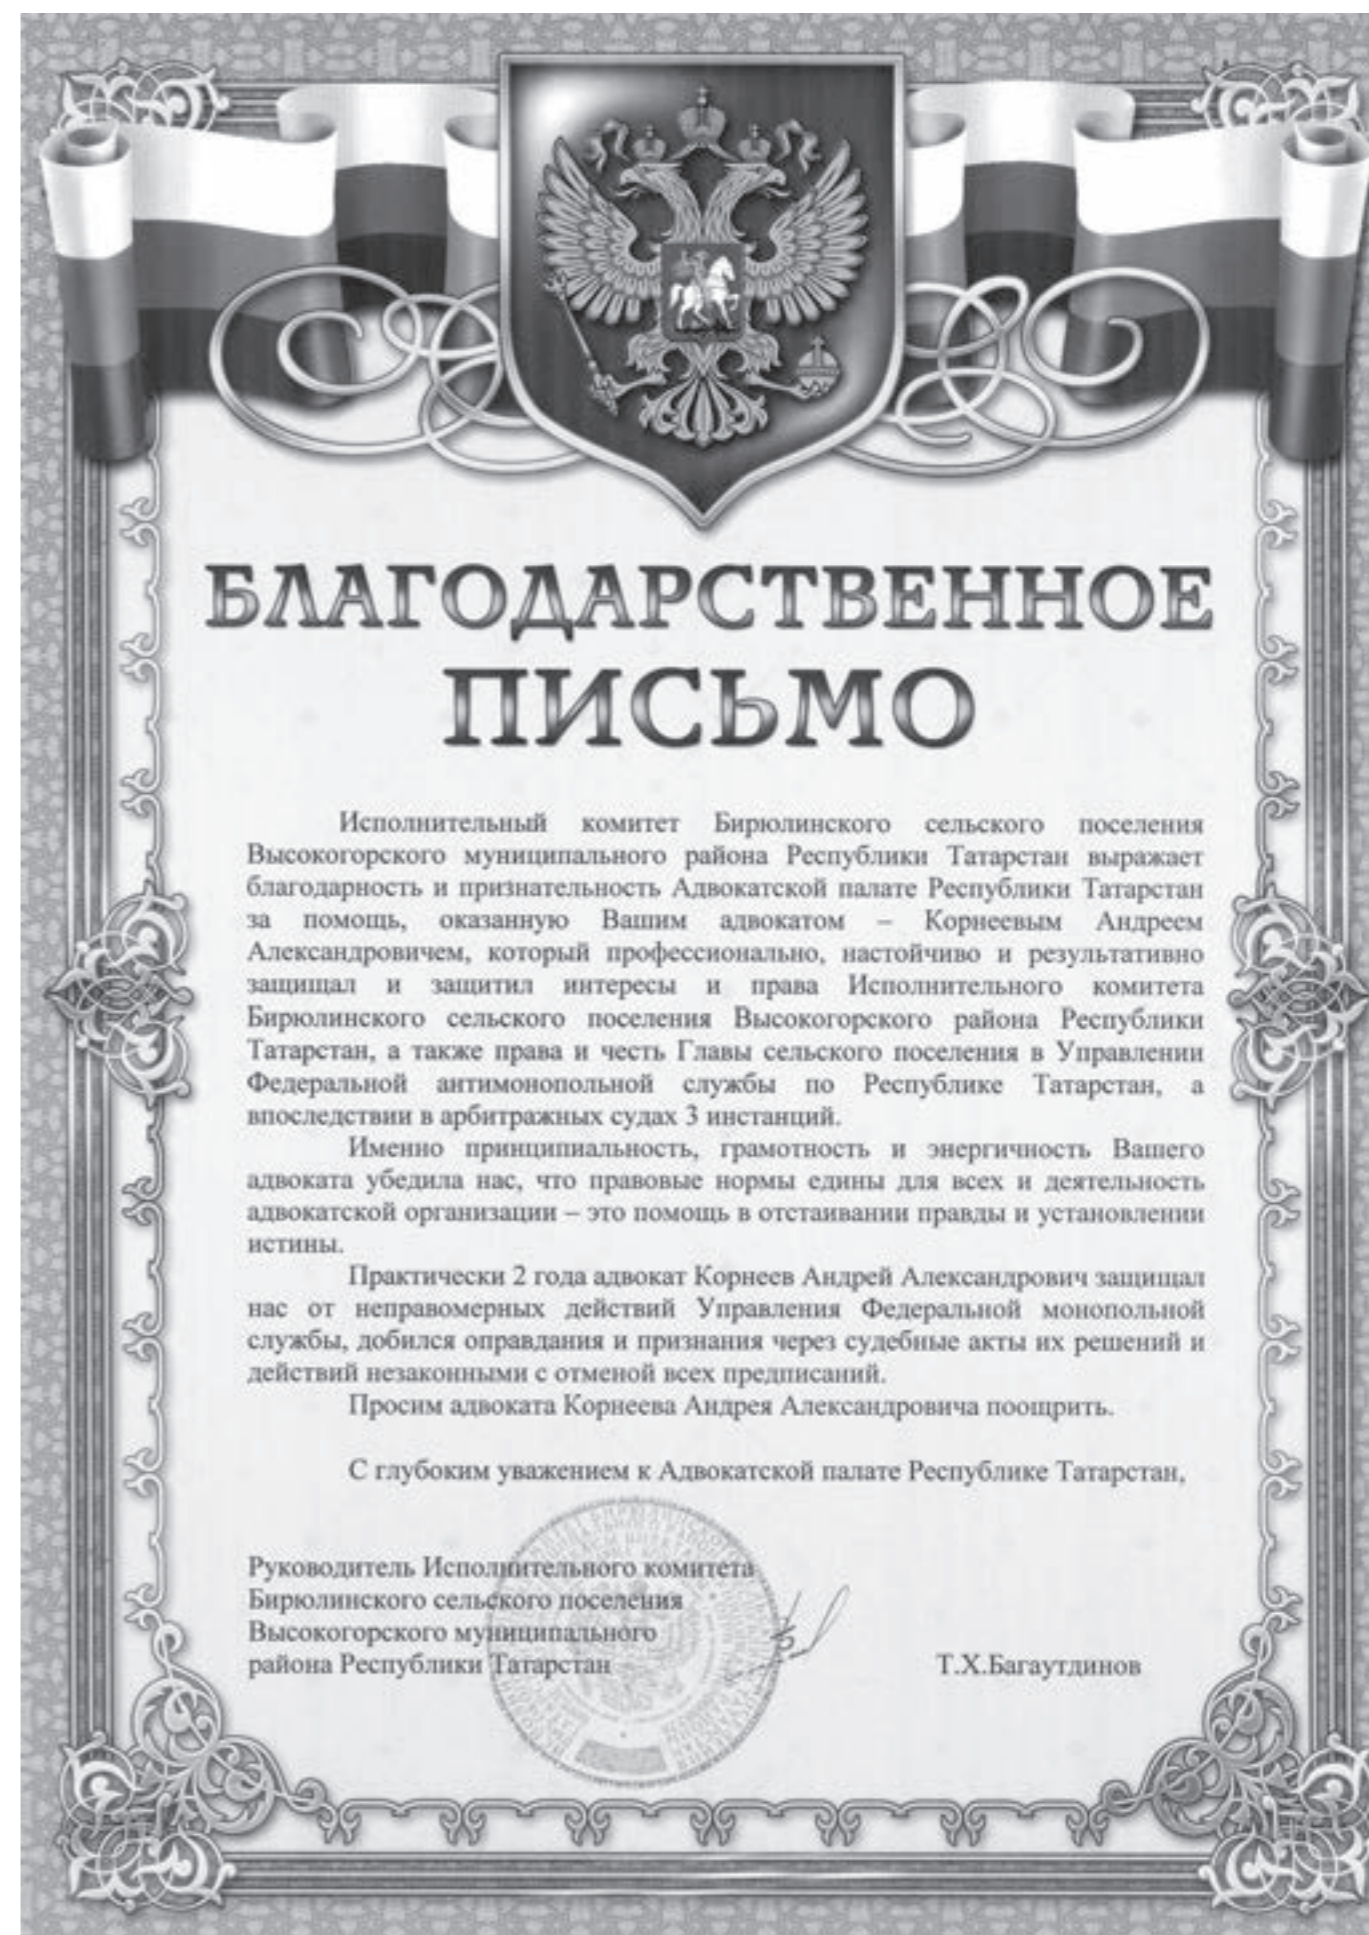 БЛАГОДАРСТВЕННОЕ
ПИСЬМО
Исполнительный комитет Бирюлинского сельского поселения
Высокогорского муниципального района Республики Татарстан выражает
благодарность и признательность Адвокатской палате Республики Татарстан
за помощь, оказанную Вашим адвокатом – Корнеевым Андреем
Александровичем, который профессионально, настойчиво и результативно
защищал и защитил интересы и права Исполнительного комитета
Бирюлинского сельского поселения Высокогорского района Республики
Татарстан, а также права и честь Главы сельского поселения в Управлении
Федеральной антимонопольной службы по Республике Татарстан, а
впоследствии в арбитражных судах 3 инстанций.
Именно принципиальность, грамотность и энергичность Вашего
адвоката убедила нас, что правовые нормы едины для всех и деятельность
адвокатской организации – это помощь в отстаивании правды и установлении
истины.
Практически 2 года адвокат Корнеев Андрей Александрович защищал
нас от неправомерных действий Управления Федеральной монопольной
службы, добился оправдания и признания через судебные акты их решений и
действий незаконными с отменой всех предписаний.
Просим адвоката Корнеева Андрея Александровича поощрить.
С глубоким уважением к Адвокатской палате Республике Татарстан,
Руководитель Исполнительного комитета
Бирюлинского сельского поселения
Высокогорского муниципального
района Республики Татарстан
Т.Х.Багаутдинов